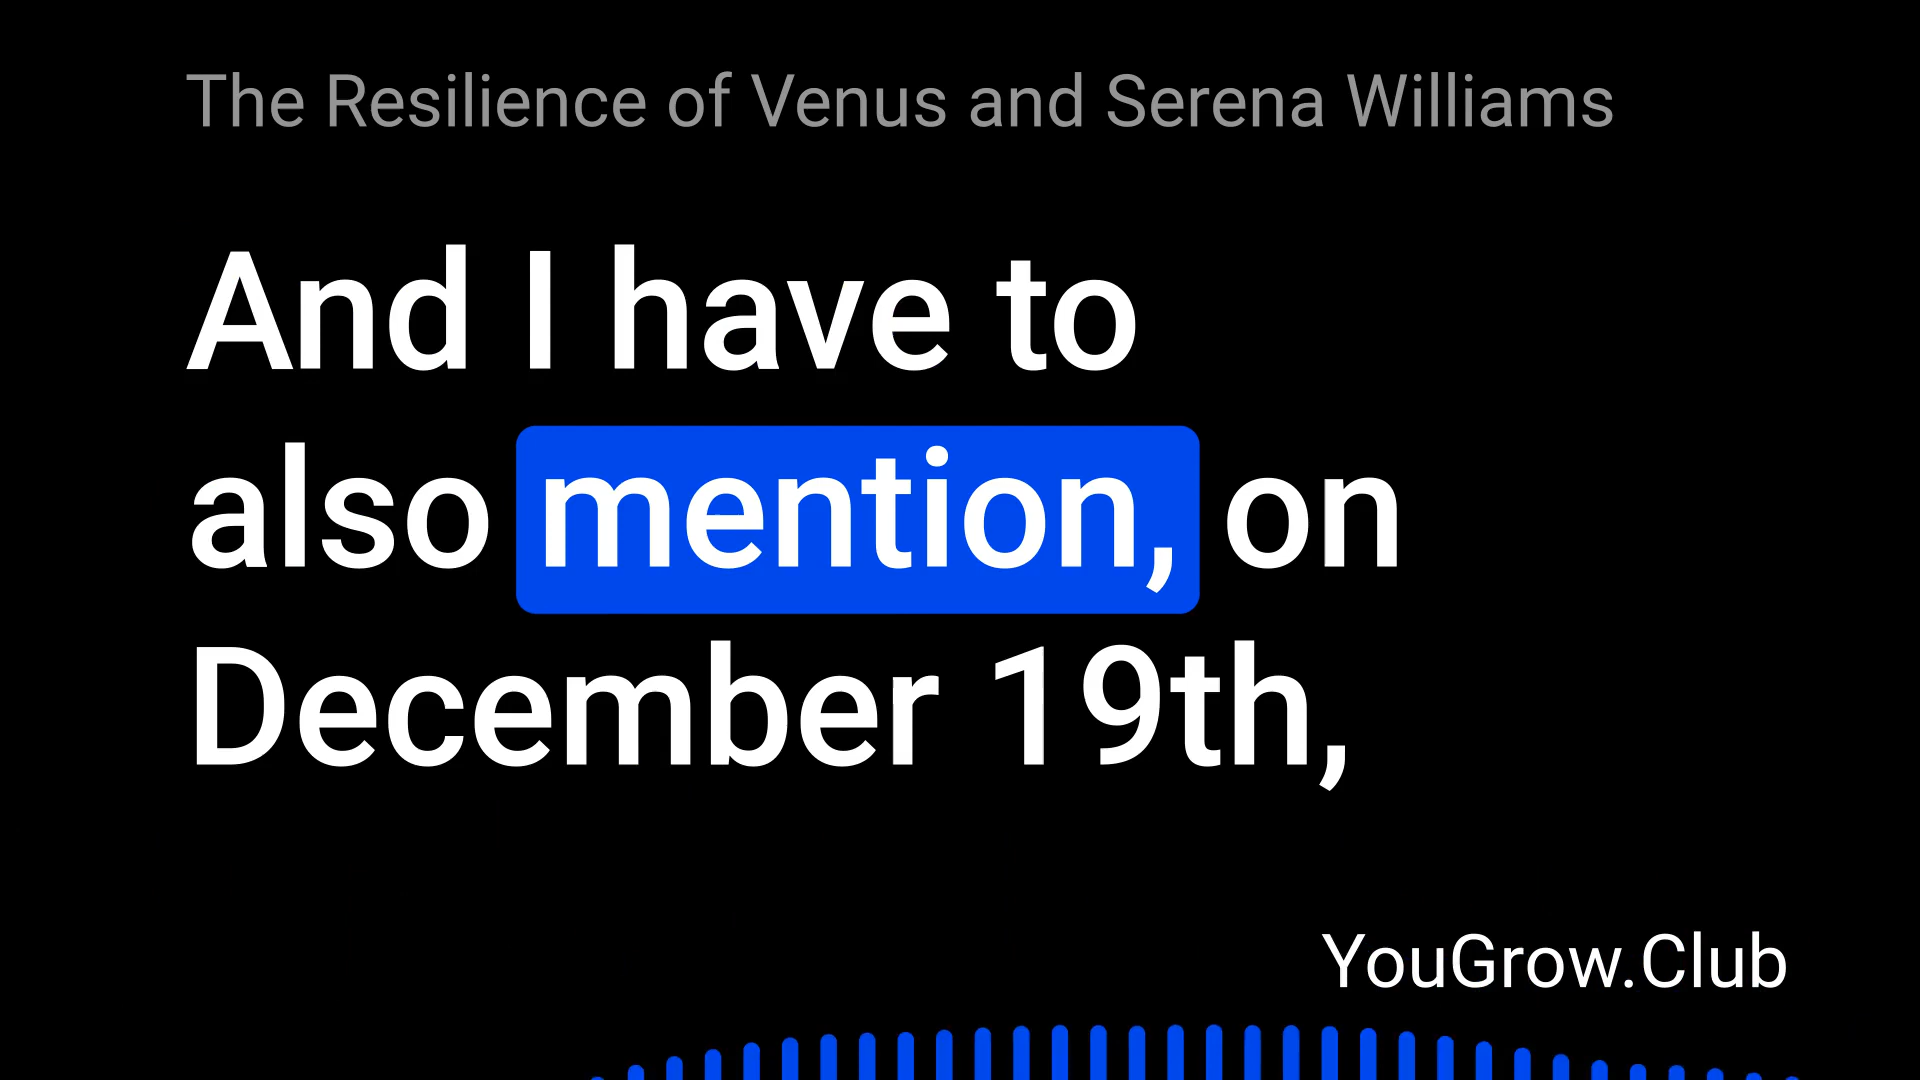 The Resilience of Venus and Serena Williams
And I have to
also mention, on
December 19th,
YouGrow.Club